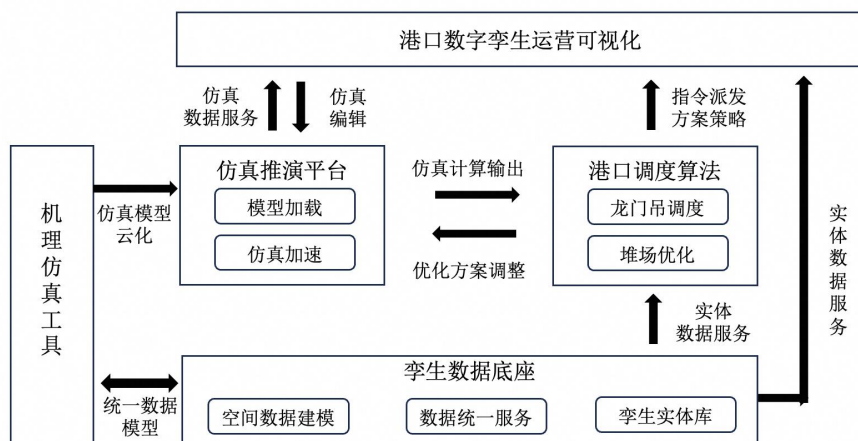 港口数字孪生运营可视化
仿真
数据服务
仿真
编辑
指令派发
方案策略
机理仿真工具
仿真模型
云化
仿真推演平台
模型加载
仿真加速
仿真计算输出
优化方案调整
港口调度算法
龙门吊调度
堆场优化
实体数据服务
实体
数据服务
统一数据
模型
孪生数据底座
空间数据建模
数据统一服务
孪生实体库